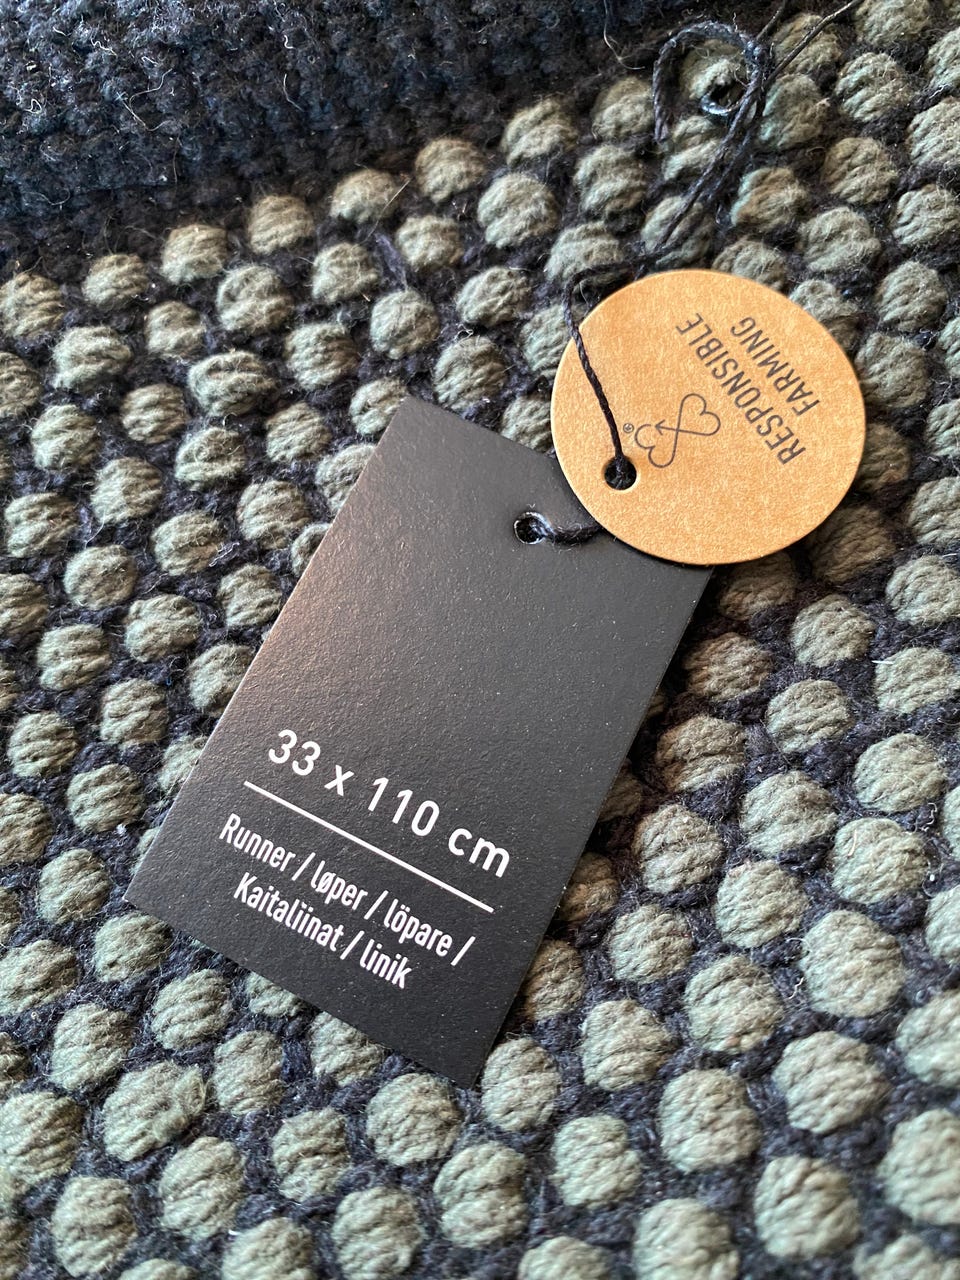 RESPONSIBLE
FARMING
®
33 x 110 cm
Runner / løper / löpare /
Kaitaliinat / linik